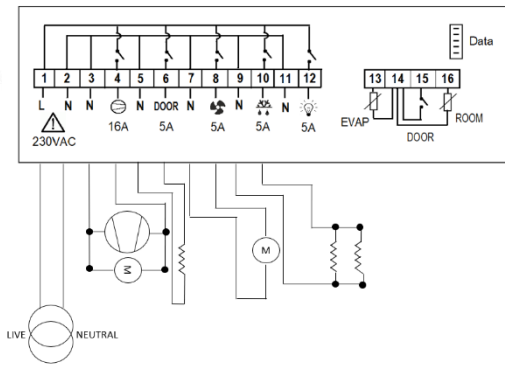 Data
1 2 3 4 5 6 7 8 9 10 11 12
13 14 15 16
L N N N DOOR N N N
EVAP ROOM
230VAC 16A 5A 5A 5A 5A
DOOR
M
M
LIVE NEUTRAL